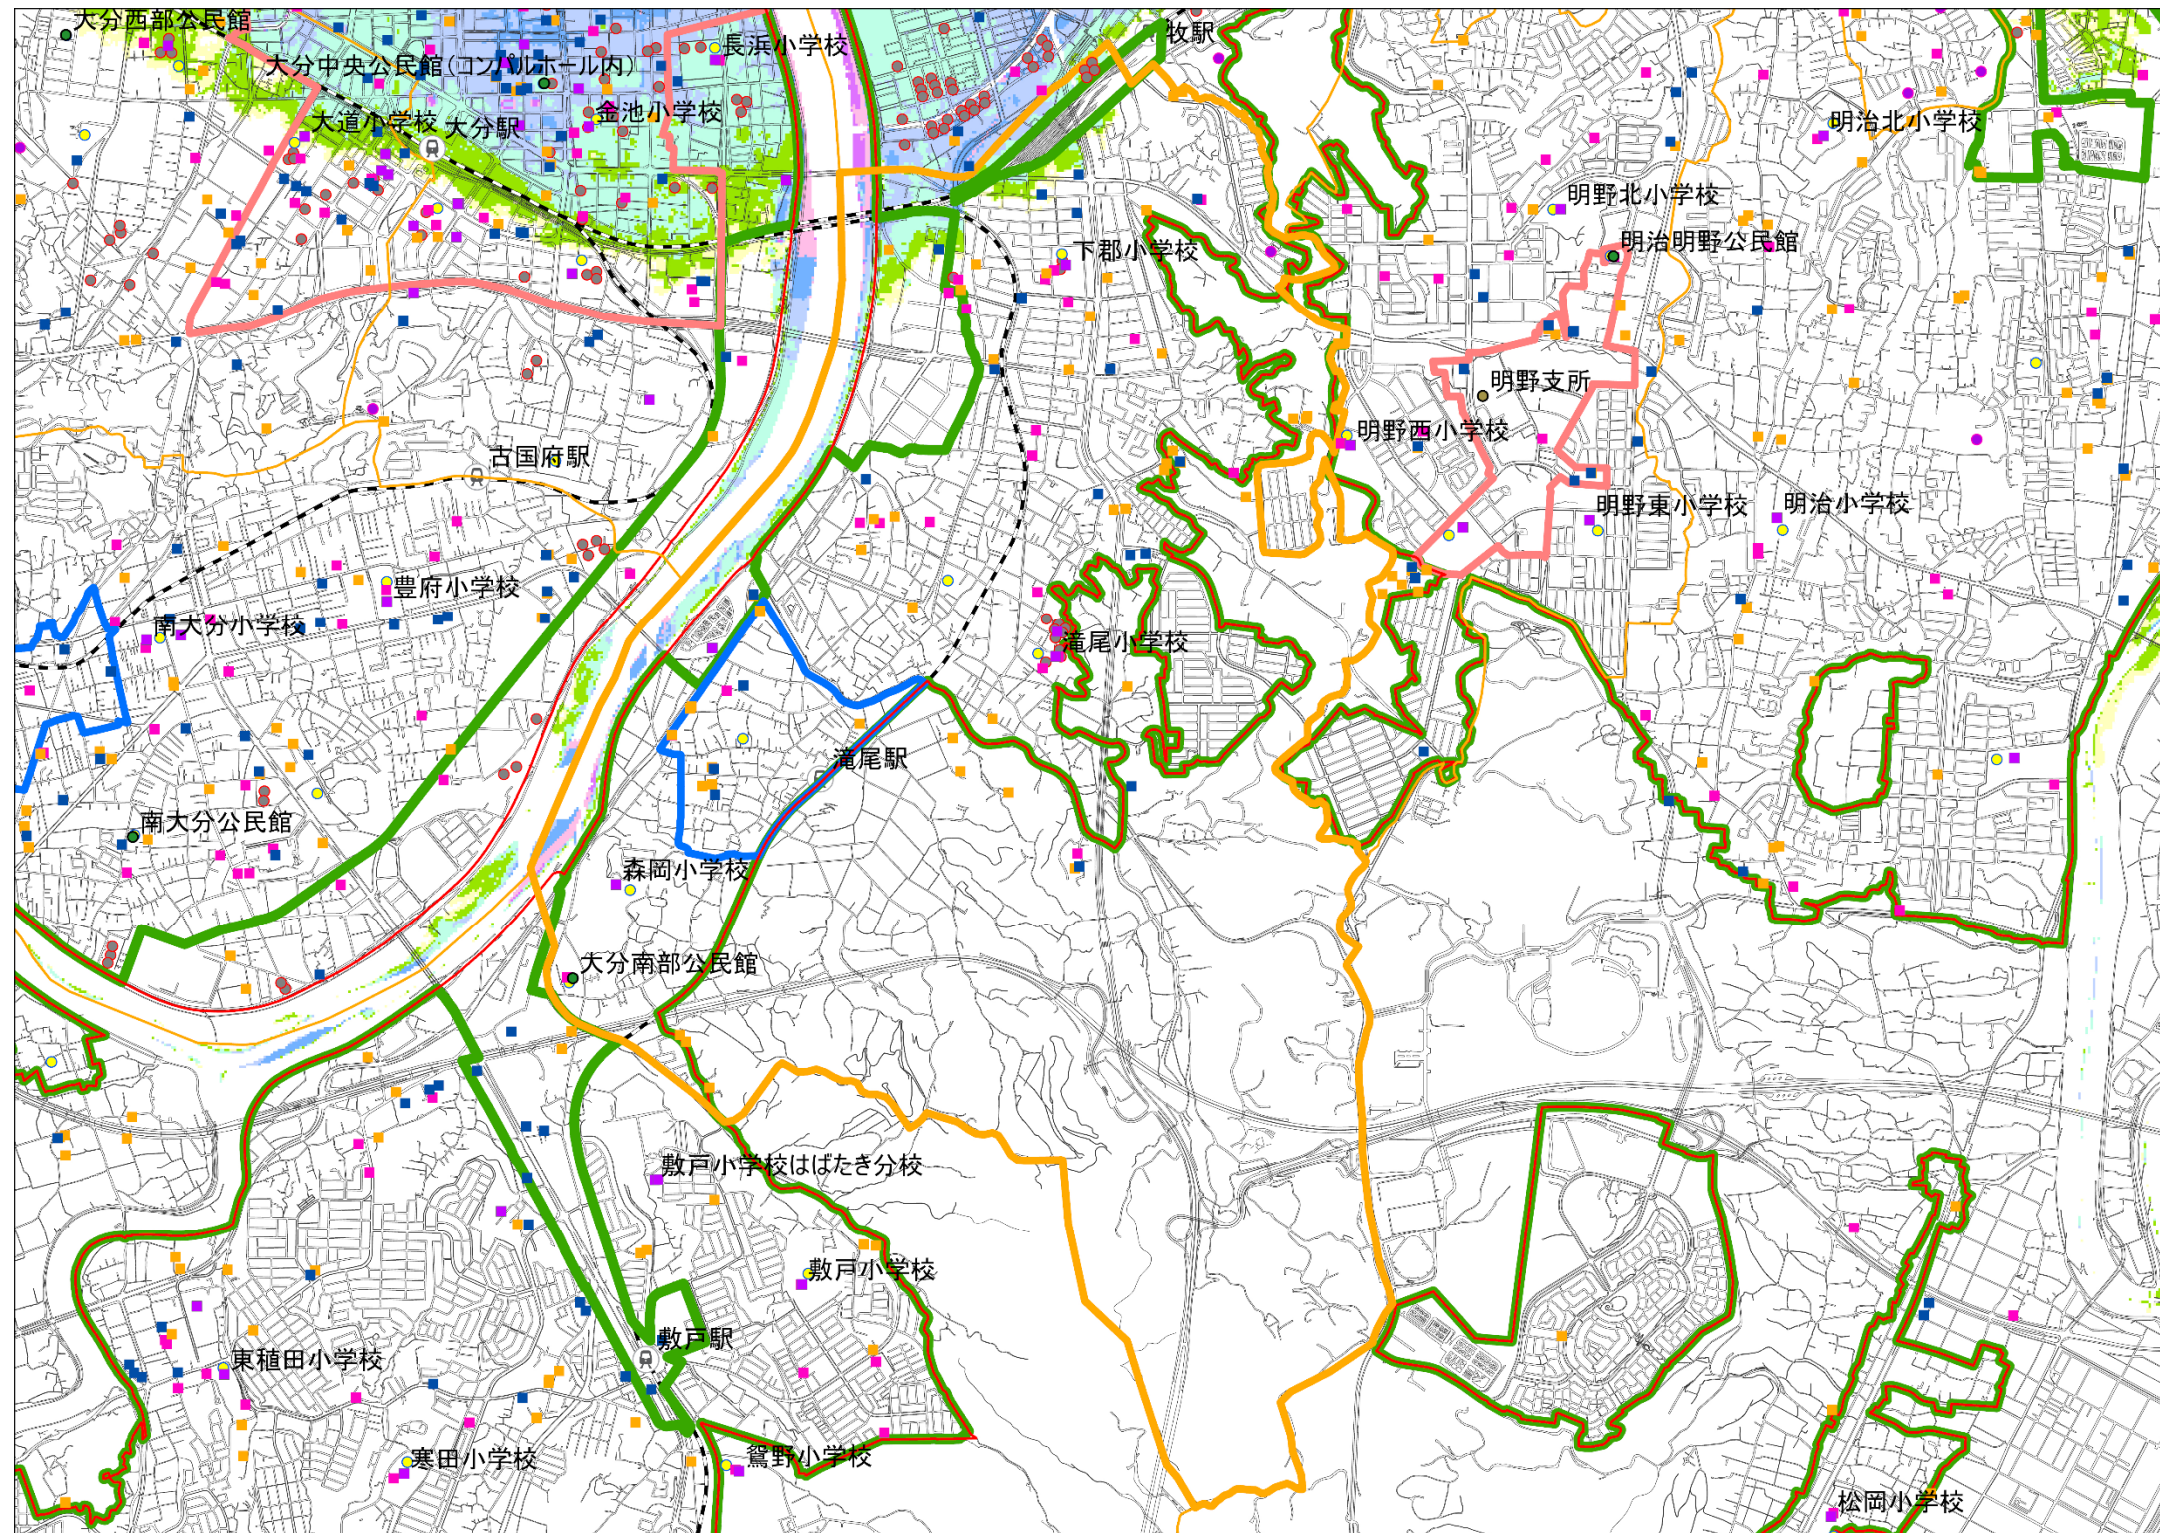 大分西部公民館
牧駅
長浜小学校
大分中央公民館(コンパルホール内)
金池小学校
大道小学校
大分駅
明治北小学校
明野北小学校
明治明野公民館
下郡小学校
明野支所
明野西小学校
古国府駅
明野東小学校
明治小学校
豊府小学校
南大分小学校
滝尾小学校
滝尾駅
南大分公民館
森岡小学校
大分南部公民館
敷戸小学校はばたき分校
敷戸小学校
敷戸駅
東稙田小学校
寒田小学校
鴛野小学校
松岡小学校